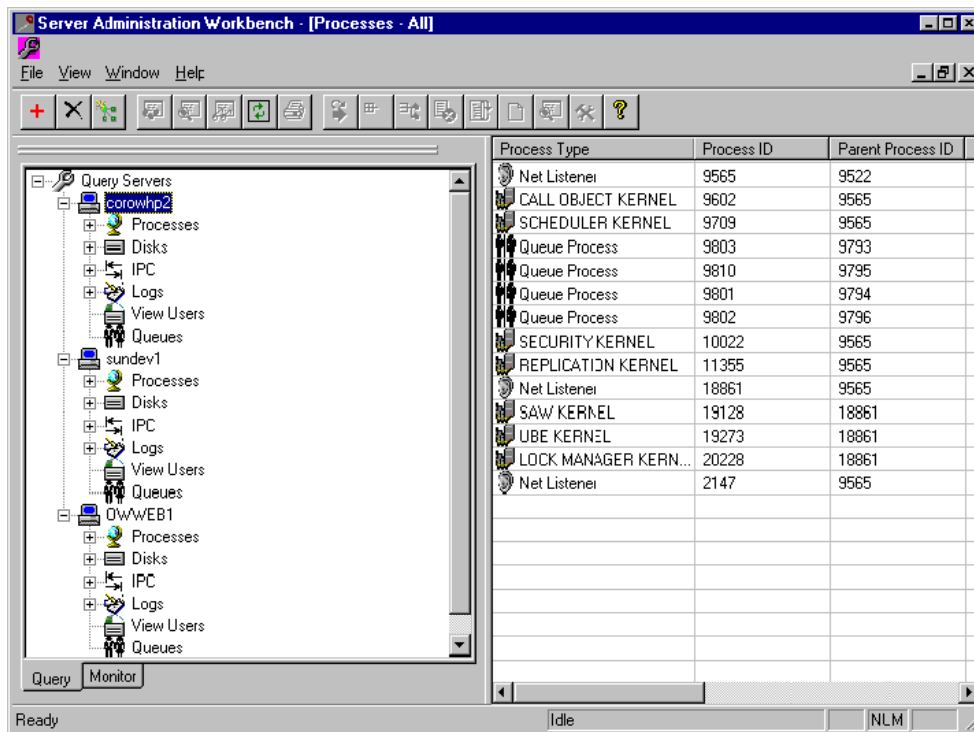 Server Administration Workbench - [Processes - All]
File View Window Help
Query Servers
corowhp2
Processes
Disks
IPC
Logs
View Users
Queues
sundev1
Processes
Disks
IPC
Logs
View Users
Queues
OWWEB1
Processes
Disks
IPC
Logs
View Users
Queues
Query Monitor
Process Type Process ID Parent Process ID
Net Listener 9565 9522
CALL OBJECT KERNEL 9602 9565
SCHEDULER KERNEL 9709 9565
Queue Process 9803 9793
Queue Process 9810 9795
Queue Process 9801 9794
Queue Process 9802 9796
SECURITY KERNEL 10022 9565
REPLICATION KERNEL 11355 9565
Net Listener 18861 9565
SAW KERNEL 19128 18861
UBE KERNEL 19273 18861
LOCK MANAGER KERN... 20228 18861
Net Listener 2147 9565
Ready Idle NLM